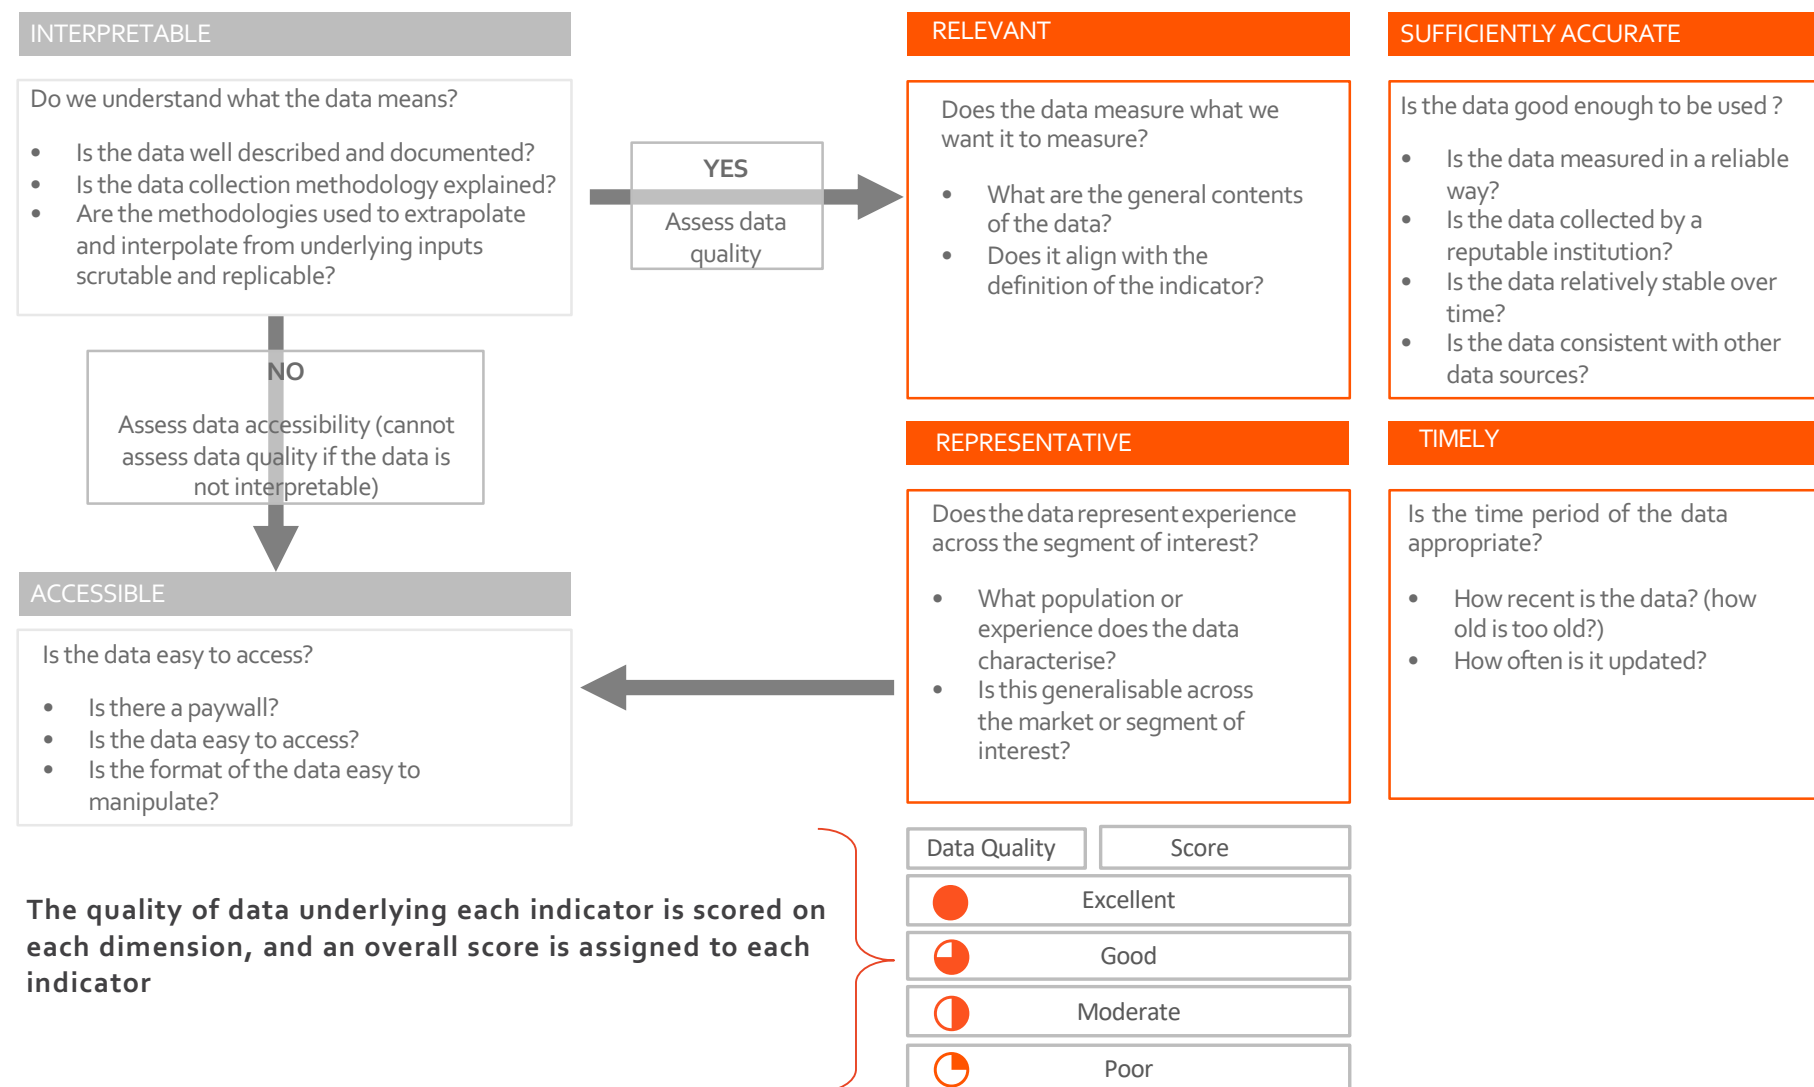 INTERPRETABLE
Do we understand what the data means?
• Is the data well described and documented?
• Is the data collection methodology explained?
• Are the methodologies used to extrapolate
and interpolate from underlying inputs
scrutable and replicable?
YES
Assess data
quality
NO
Assess data accessibility (cannot
assess data quality if the data is
not interpretable)
ACCESSIBLE
Is the data easy to access?
• Is there a paywall?
• Is the data easy to access?
• Is the format of the data easy to
manipulate?
RELEVANT
Does the data measure what we
want it to measure?
• What are the general contents
of the data?
• Does it align with the
definition of the indicator?
SUFFICIENTLY ACCURATE
Is the data good enough to be used ?
• Is the data measured in a reliable
way?
• Is the data collected by a
reputable institution?
• Is the data relatively stable over
time?
• Is the data consistent with other
data sources?
REPRESENTATIVE
Does the data represent experience
across the segment of interest?
• What population or
experience does the data
characterise?
• Is this generalisable across
the market or segment of
interest?
TIMELY
Is the time period of the data
appropriate?
• How recent is the data? (how
old is too old?)
• How often is it updated?
The quality of data underlying each indicator is scored on
each dimension, and an overall score is assigned to each
indicator
Data Quality Score
Excellent
Good
Moderate
Poor